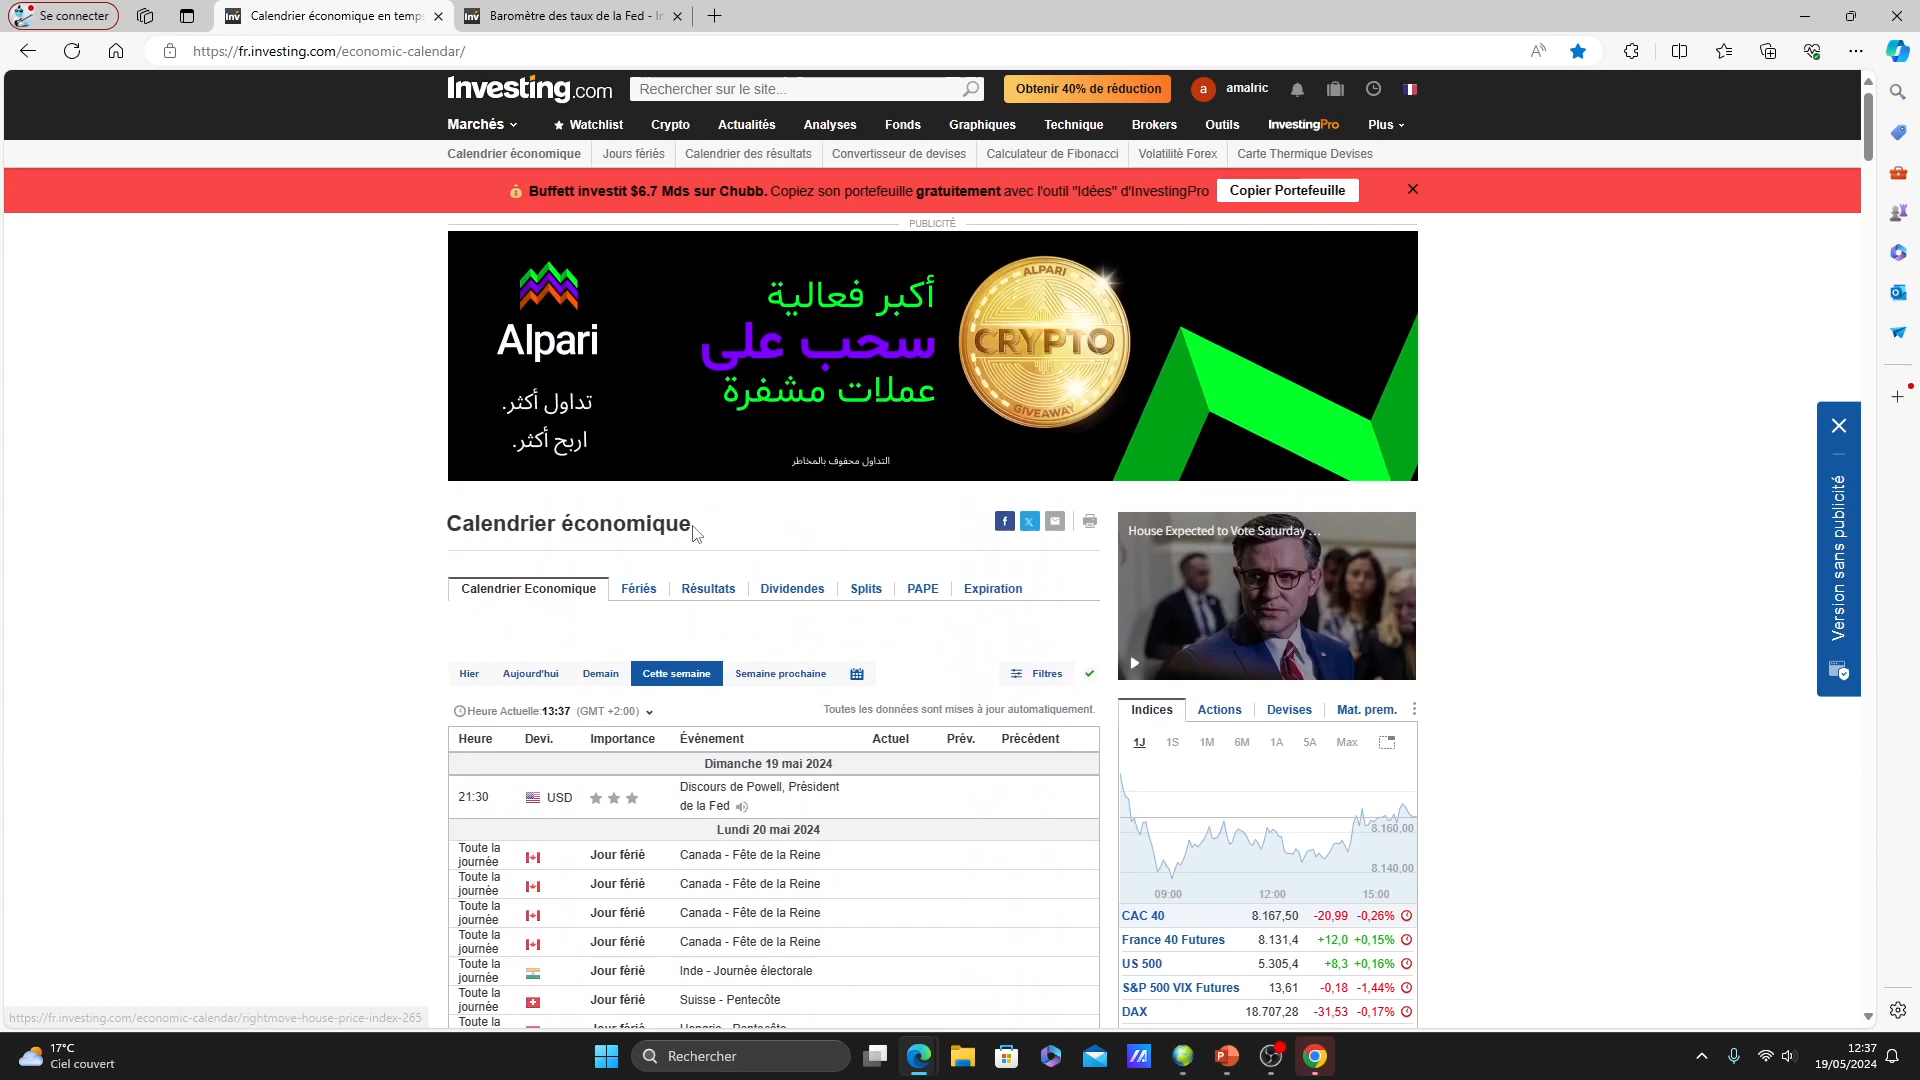 Se connecter
Calendrier économique en temps
Baromètre des taux de la Fed - In
https://fr.investing.com/economic-calendar/
Investing.com
Rechercher sur le site...
Obtenir 40% de réduction
a
amalric
Marchés
Watchlist
Crypto
Actualités
Analyses
Fonds
Graphiques
Technique
Brokers
Outils
InvestingPro
Plus
Calendrier économique
Jours fériés
Calendrier des résultats
Convertisseur de devises
Calculateur de Fibonacci
Volatilité Forex
Carte Thermique Devises
Buffett investit $6.7 Mds sur Chubb. Copiez son portefeuille gratuitement avec l'outil "Idées" d'InvestingPro
Copier Portefeuille
PUBLICITÉ
Alpari
تداول أكثر.
اربح أكثر.
أكبر فعالية
سحب على
عملات مشفرة
التداول محفوف بالمخاطر
ALPARI
CRYPTO
GIVEAWAY
Version sans publicité
Calendrier économique
House Expected to Vote Saturday ...
Calendrier Economique
Fériés
Résultats
Dividendes
Splits
PAPE
Expiration
Hier
Aujourd'hui
Demain
Cette semaine
Semaine prochaine
Filtres
Heure Actuelle:13:37 (GMT +2:00)
Toutes les données sont mises à jour automatiquement.
Heure Devi. Importance Événement Actuel Prév. Précédent
Dimanche 19 mai 2024
21:30 USD Discours de Powell, Président
de la Fed
Lundi 20 mai 2024
Toute la
journée Jour férié Canada - Fête de la Reine
Toute la
journée Jour férié Canada - Fête de la Reine
Toute la
journée Jour férié Canada - Fête de la Reine
Toute la
journée Jour férié Canada - Fête de la Reine
Toute la
journée Jour férié Inde - Journée électorale
Toute la
journée Jour férié Suisse - Pentecôte
Toute la
Jour férié Hongrie - Pentecôte
Indices
Actions
Devises
Mat. prem.
1J 1S 1M 6M 1A 5A Max
8.160,00
8.140,00
09:00 12:00 15:00
CAC 40 8.167,50 -20,99 -0,26%
France 40 Futures 8.131,4 +12,0 +0,15%
US 500 5.305,4 +8,3 +0,16%
S&P 500 VIX Futures 13,61 -0,18 -1,44%
DAX 18.707,28 -31,53 -0,17%
https://fr.investing.com/economic-calendar/rightmove-house-price-index-265
17°C
Ciel couvert
Rechercher
12:37
19/05/2024